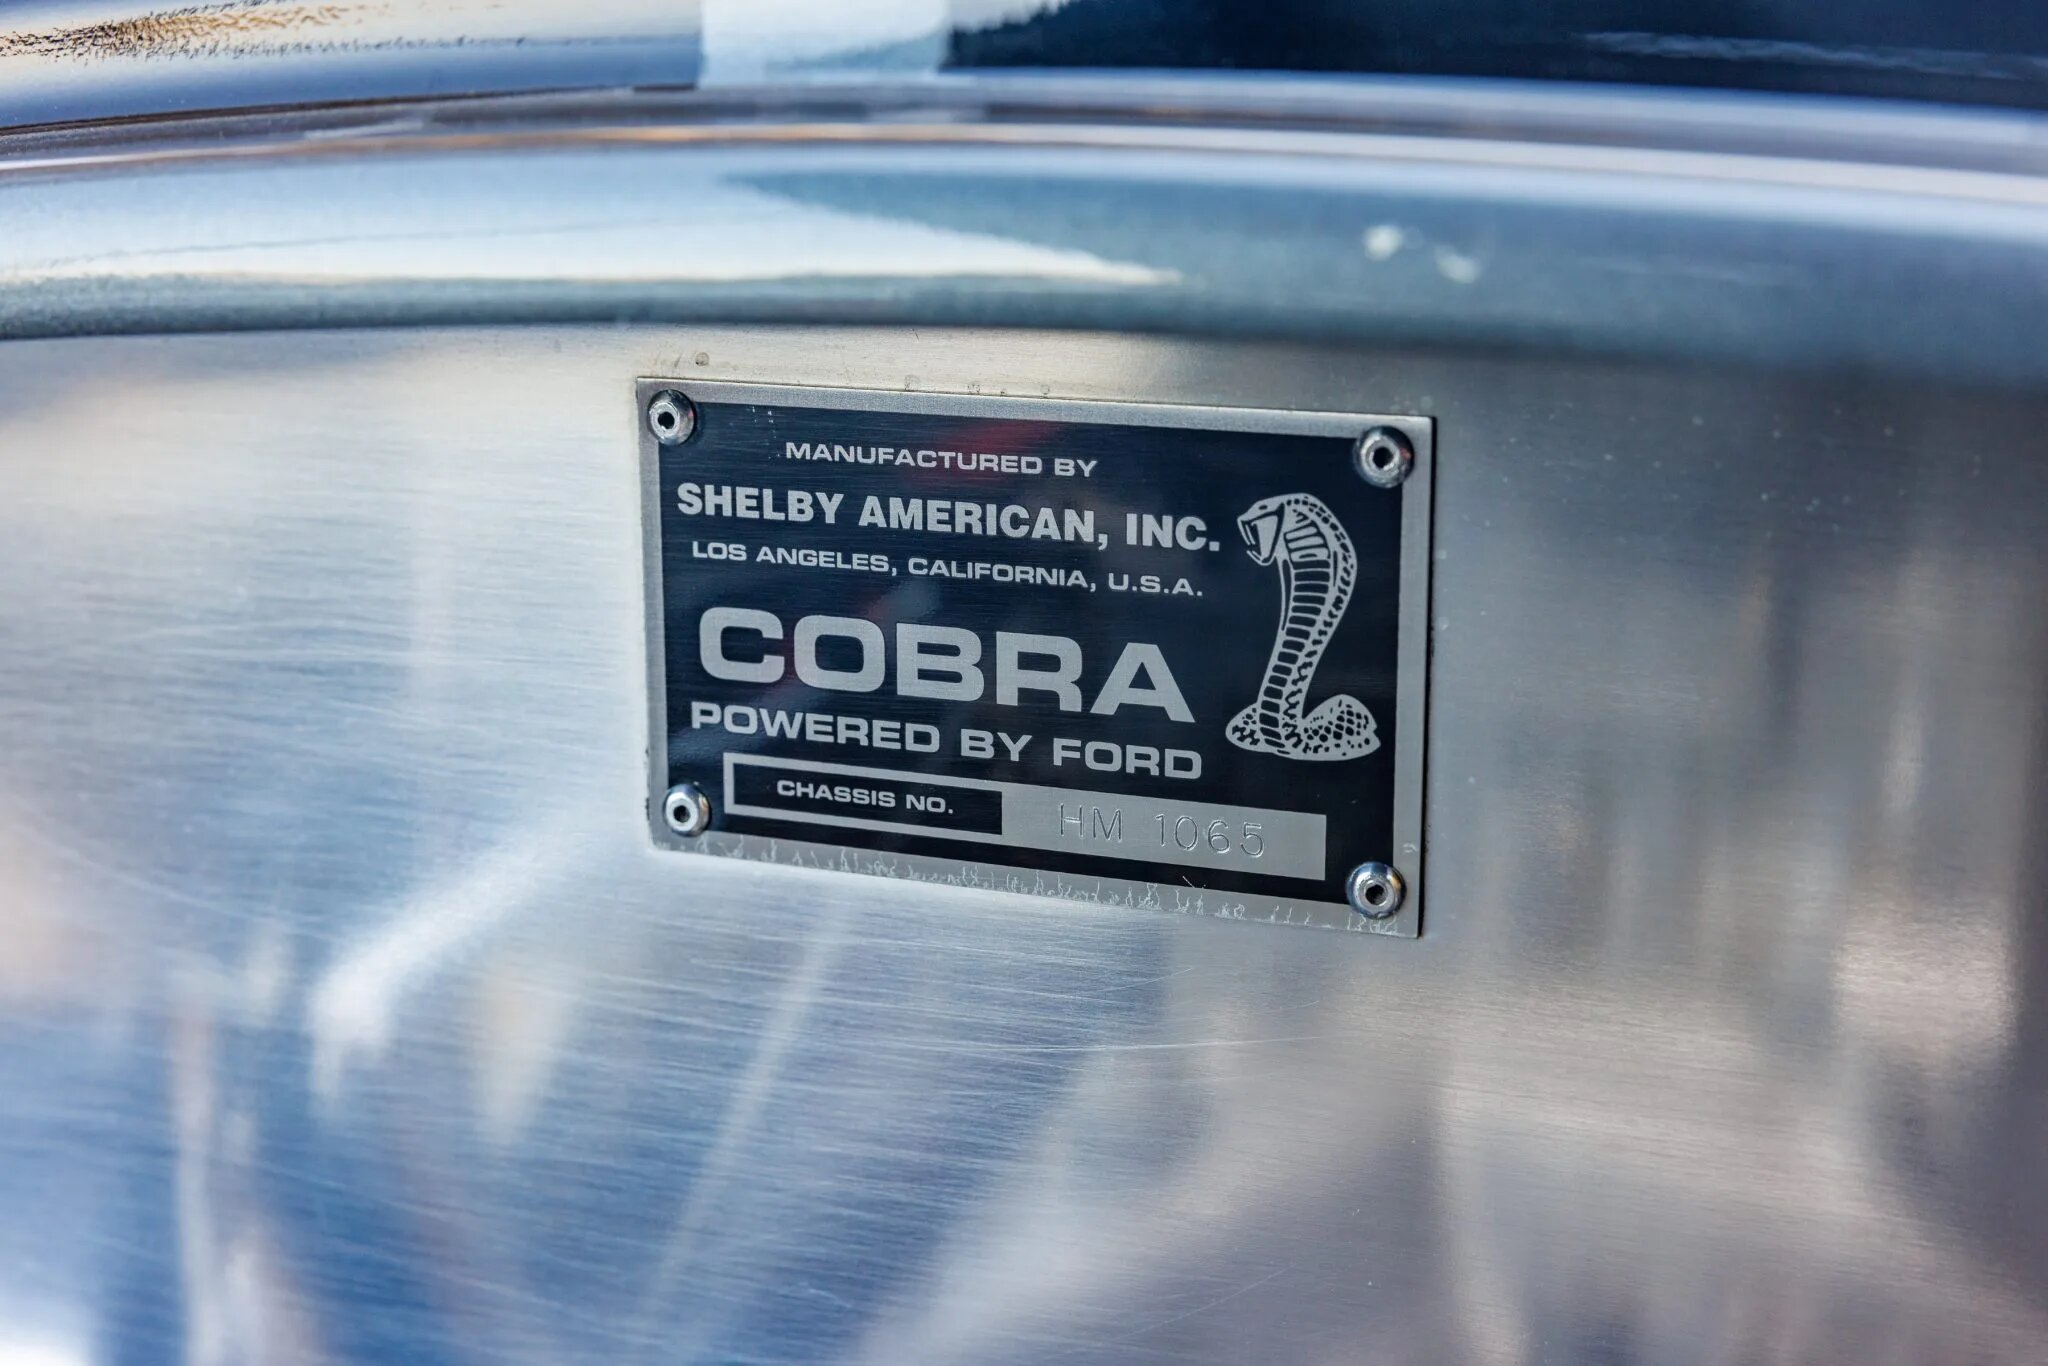 MANUFACTURED BY
SHELBY AMERICAN, INC.
LOS ANGELES, CALIFORNIA, U.S.A.
COBRA
POWERED BY FORD
CHASSIS NO. HM 1065